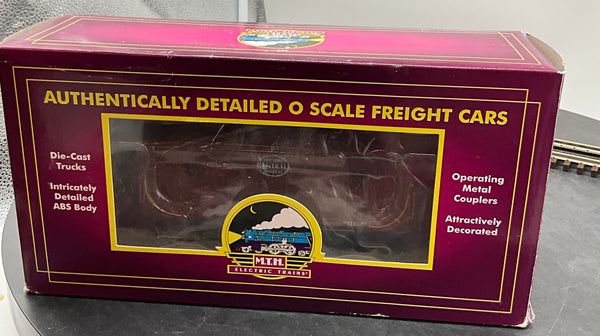 AUTHENTICALLY DETAILED O SCALE FREIGHT CARS
Die-Cast
Trucks
Intricately
Detailed
ABS Body
Operating
Metal
Couplers
Attractively
Decorated
CENTRAL
M.T.H.
ELECTRIC TRAINS